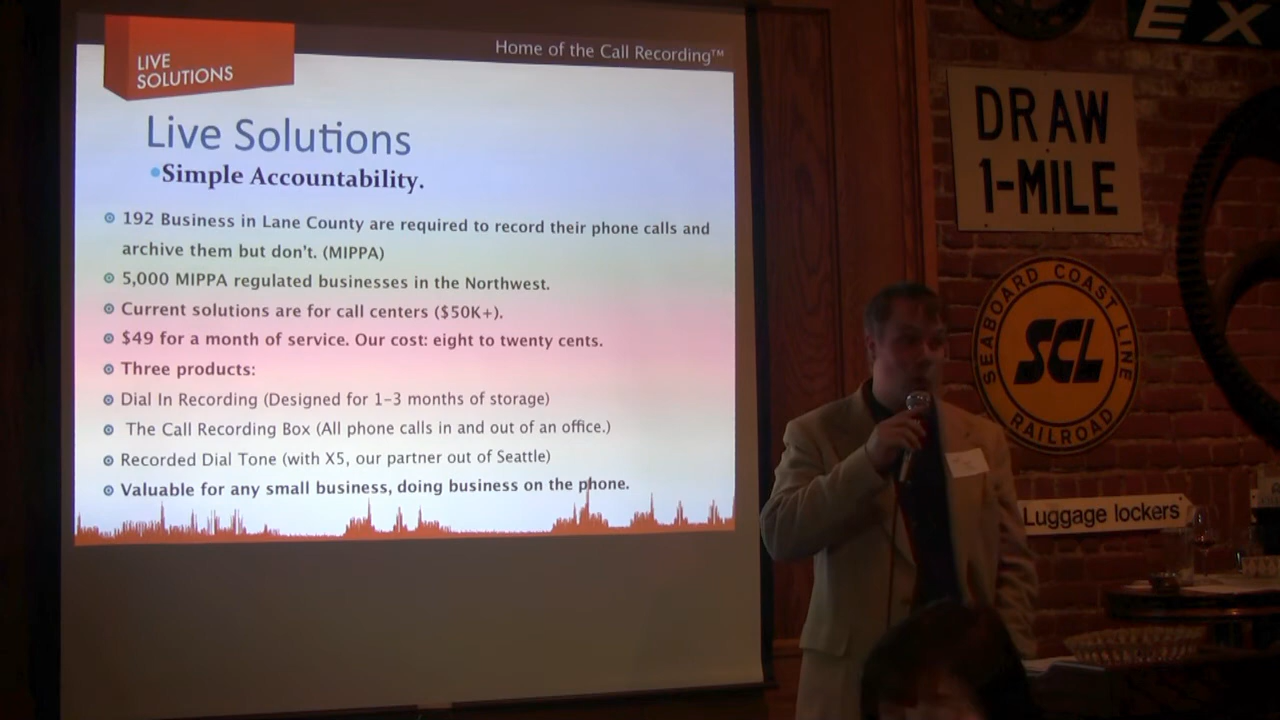 LIVE
SOLUTIONS
Home of the Call Recording™
Live Solutions
•Simple Accountability.
192 Business in Lane County are required to record their phone calls and
archive them but don't. (MIPPA)
5,000 MIPPA regulated businesses in the Northwest.
Current solutions are for call centers ($50K+).
$49 for a month of service. Our cost: eight to twenty cents.
Three products:
Dial In Recording (Designed for 1-3 months of storage)
The Call Recording Box (All phone calls in and out of an office.)
Recorded Dial Tone (with X5, our partner out of Seattle)
Valuable for any small business, doing business on the phone.
EX
DRAW
1-MILE
SEABOARD COAST LINE
SCL
RAILROAD
Luggage lockers